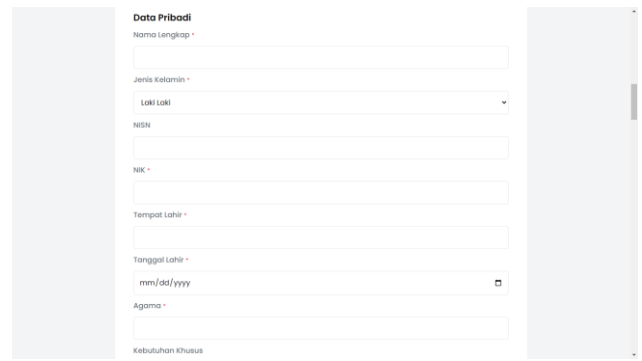 Data Pribadi
Nama Lengkap *
Jenis Kelamin *
Laki Laki
NISN
NIK *
Tempat Lahir *
Tanggal Lahir *
mm/dd/yyyy
Agama *
Kebutuhan Khusus